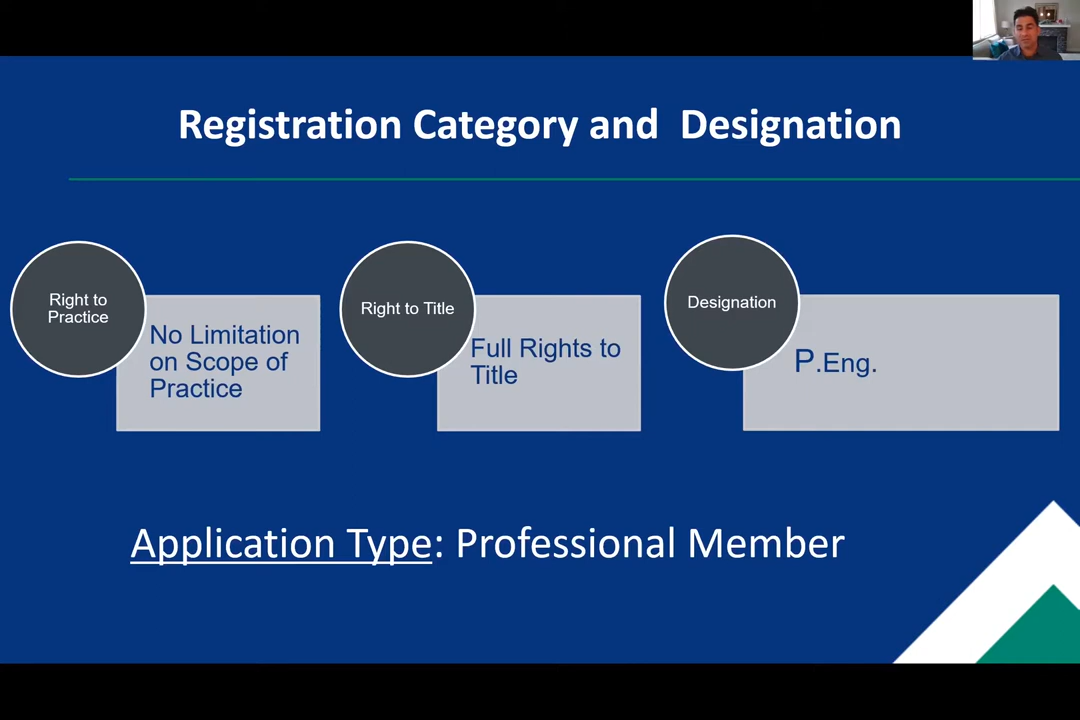 Registration Category and Designation
Right to
Practice
No Limitation
on Scope of
Practice
Right to Title
Full Rights to
Title
Designation
P.Eng.
Application Type: Professional Member